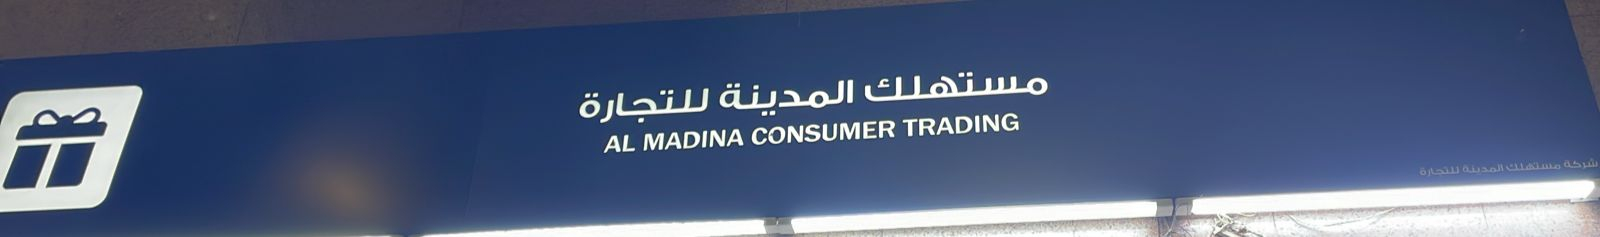 مستهلك المدينة للتجارة
AL MADINA CONSUMER TRADING
شركة مستهلك المدينة للتجارة